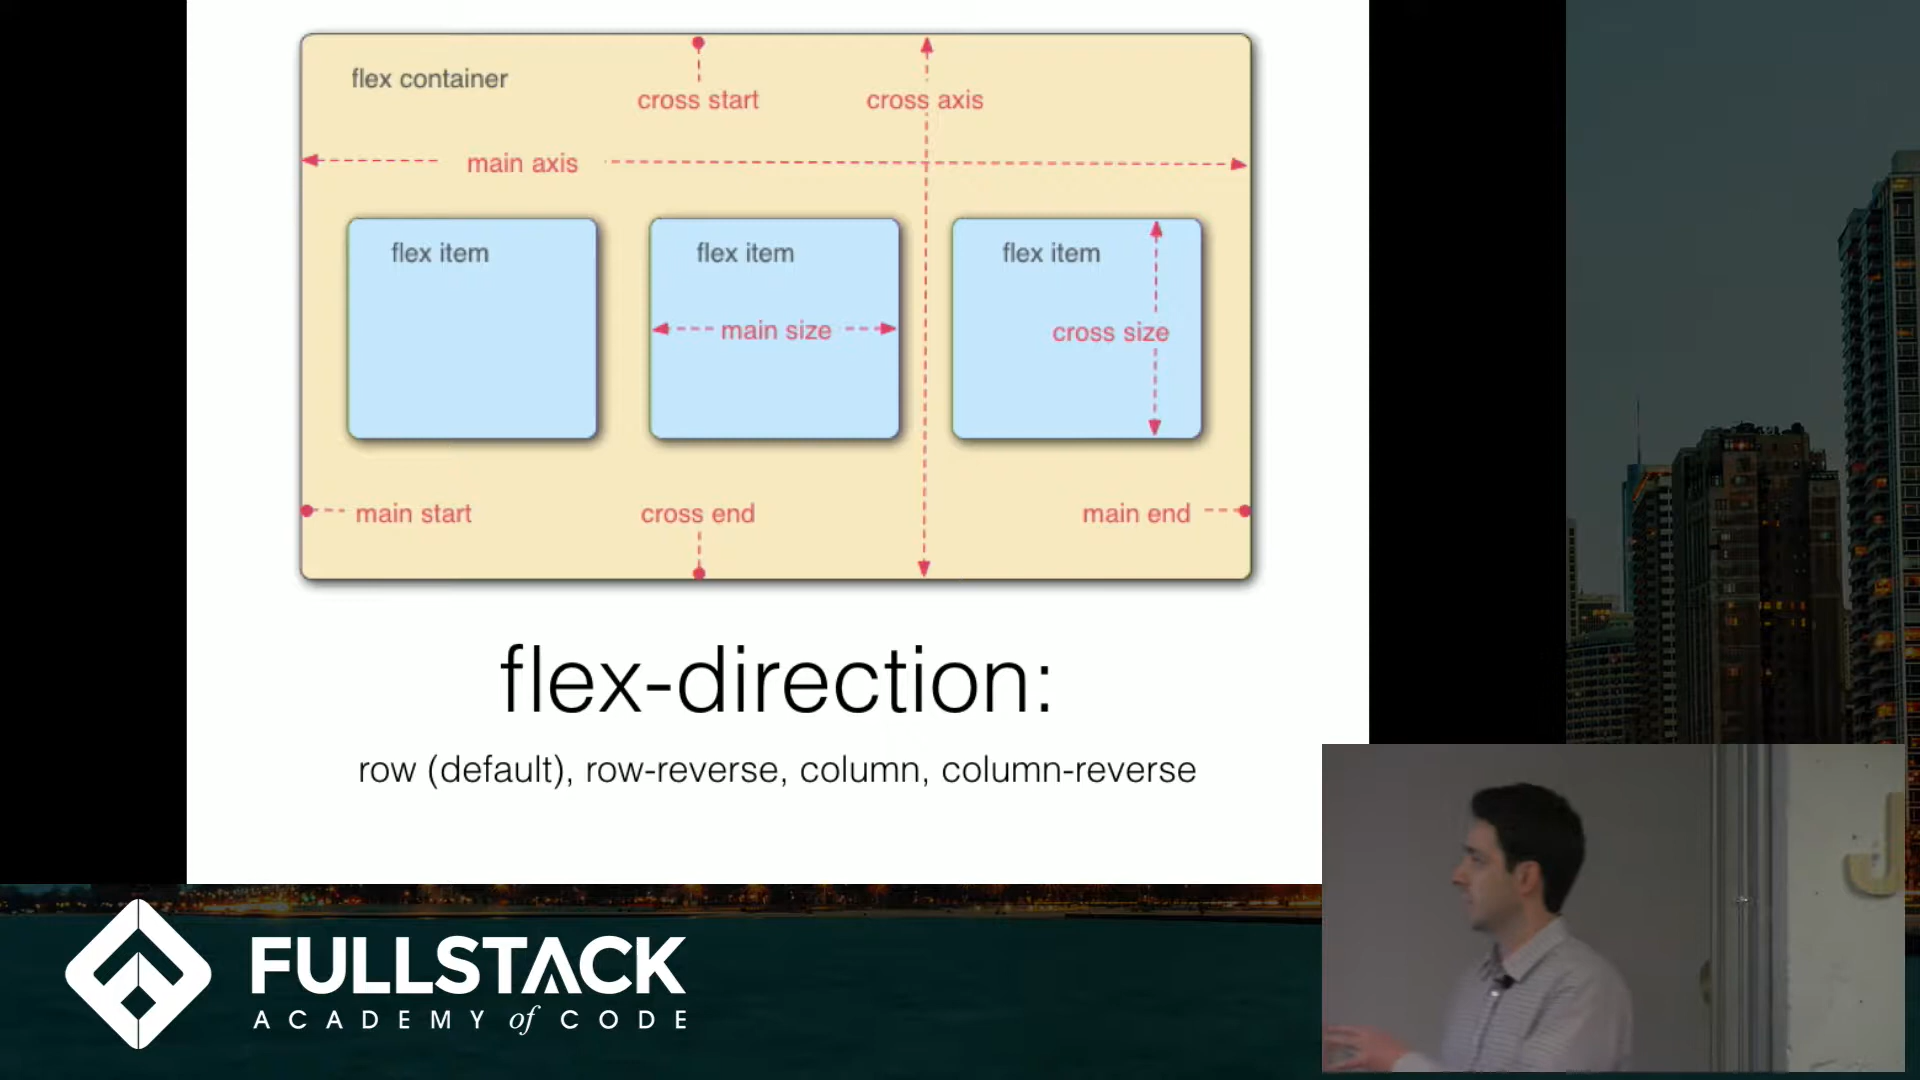 flex container
cross start
cross axis
main axis
flex item
flex item
flex item
main size
cross size
main start
cross end
main end
flex-direction:
row (default), row-reverse, column, column-reverse
FULLSTACK
ACADEMY of CODE
J